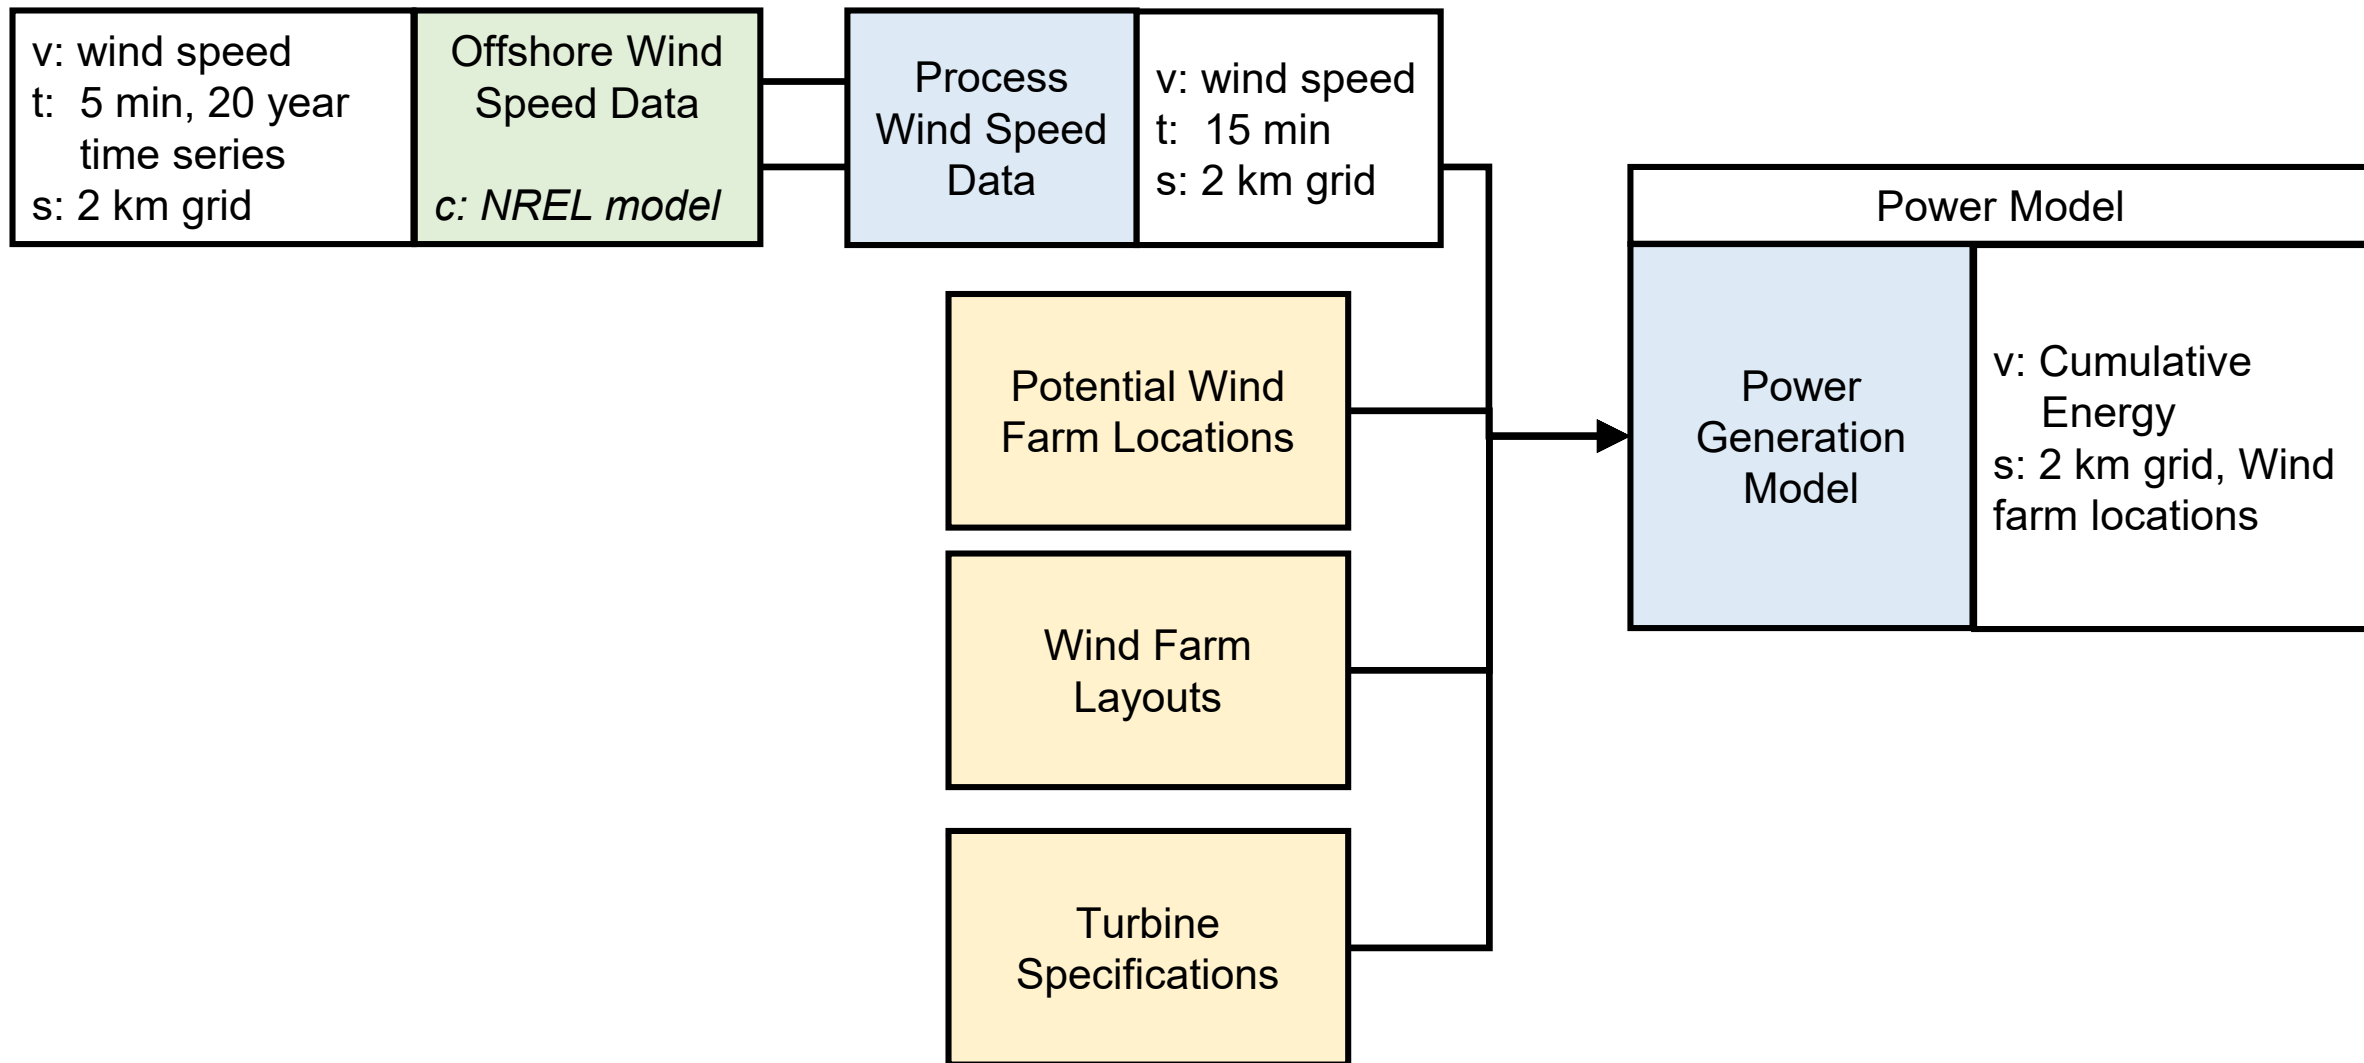 v: wind speed
t: 5 min, 20 year
time series
s: 2 km grid
Offshore Wind
Speed Data
c: NREL model
Process
Wind Speed
Data
v: wind speed
t: 15 min
s: 2 km grid
Potential Wind
Farm Locations
Wind Farm
Layouts
Turbine
Specifications
Power Model
Power
Generation
Model
v: Cumulative
Energy
s: 2 km grid, Wind
farm locations